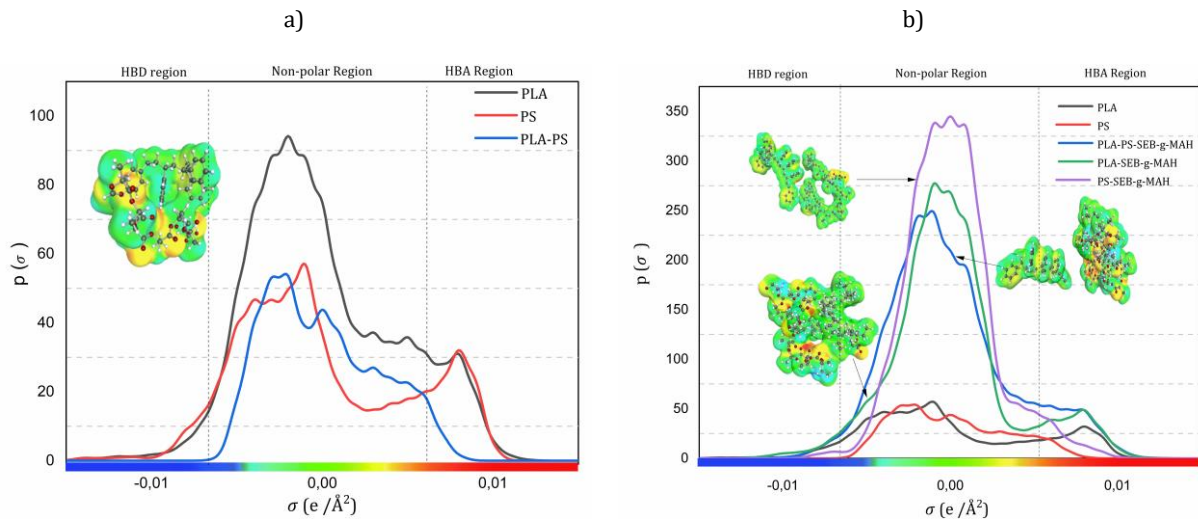 a)
HBD region Non-polar Region HBA Region
PLA
PS
PLA-PS
100
80
60
40
20
0
p (σ )
-0,01 0,00 0,01
σ (e /Å²)
b)
HBD region Non-polar Region HBA Region
PLA
PS
PLA-PS-SEB-g-MAH
PLA-SEB-g-MAH
PS-SEB-g-MAH
350
300
250
200
150
100
50
0
p (σ )
-0,01 0,00 0,01
σ (e /Å²)